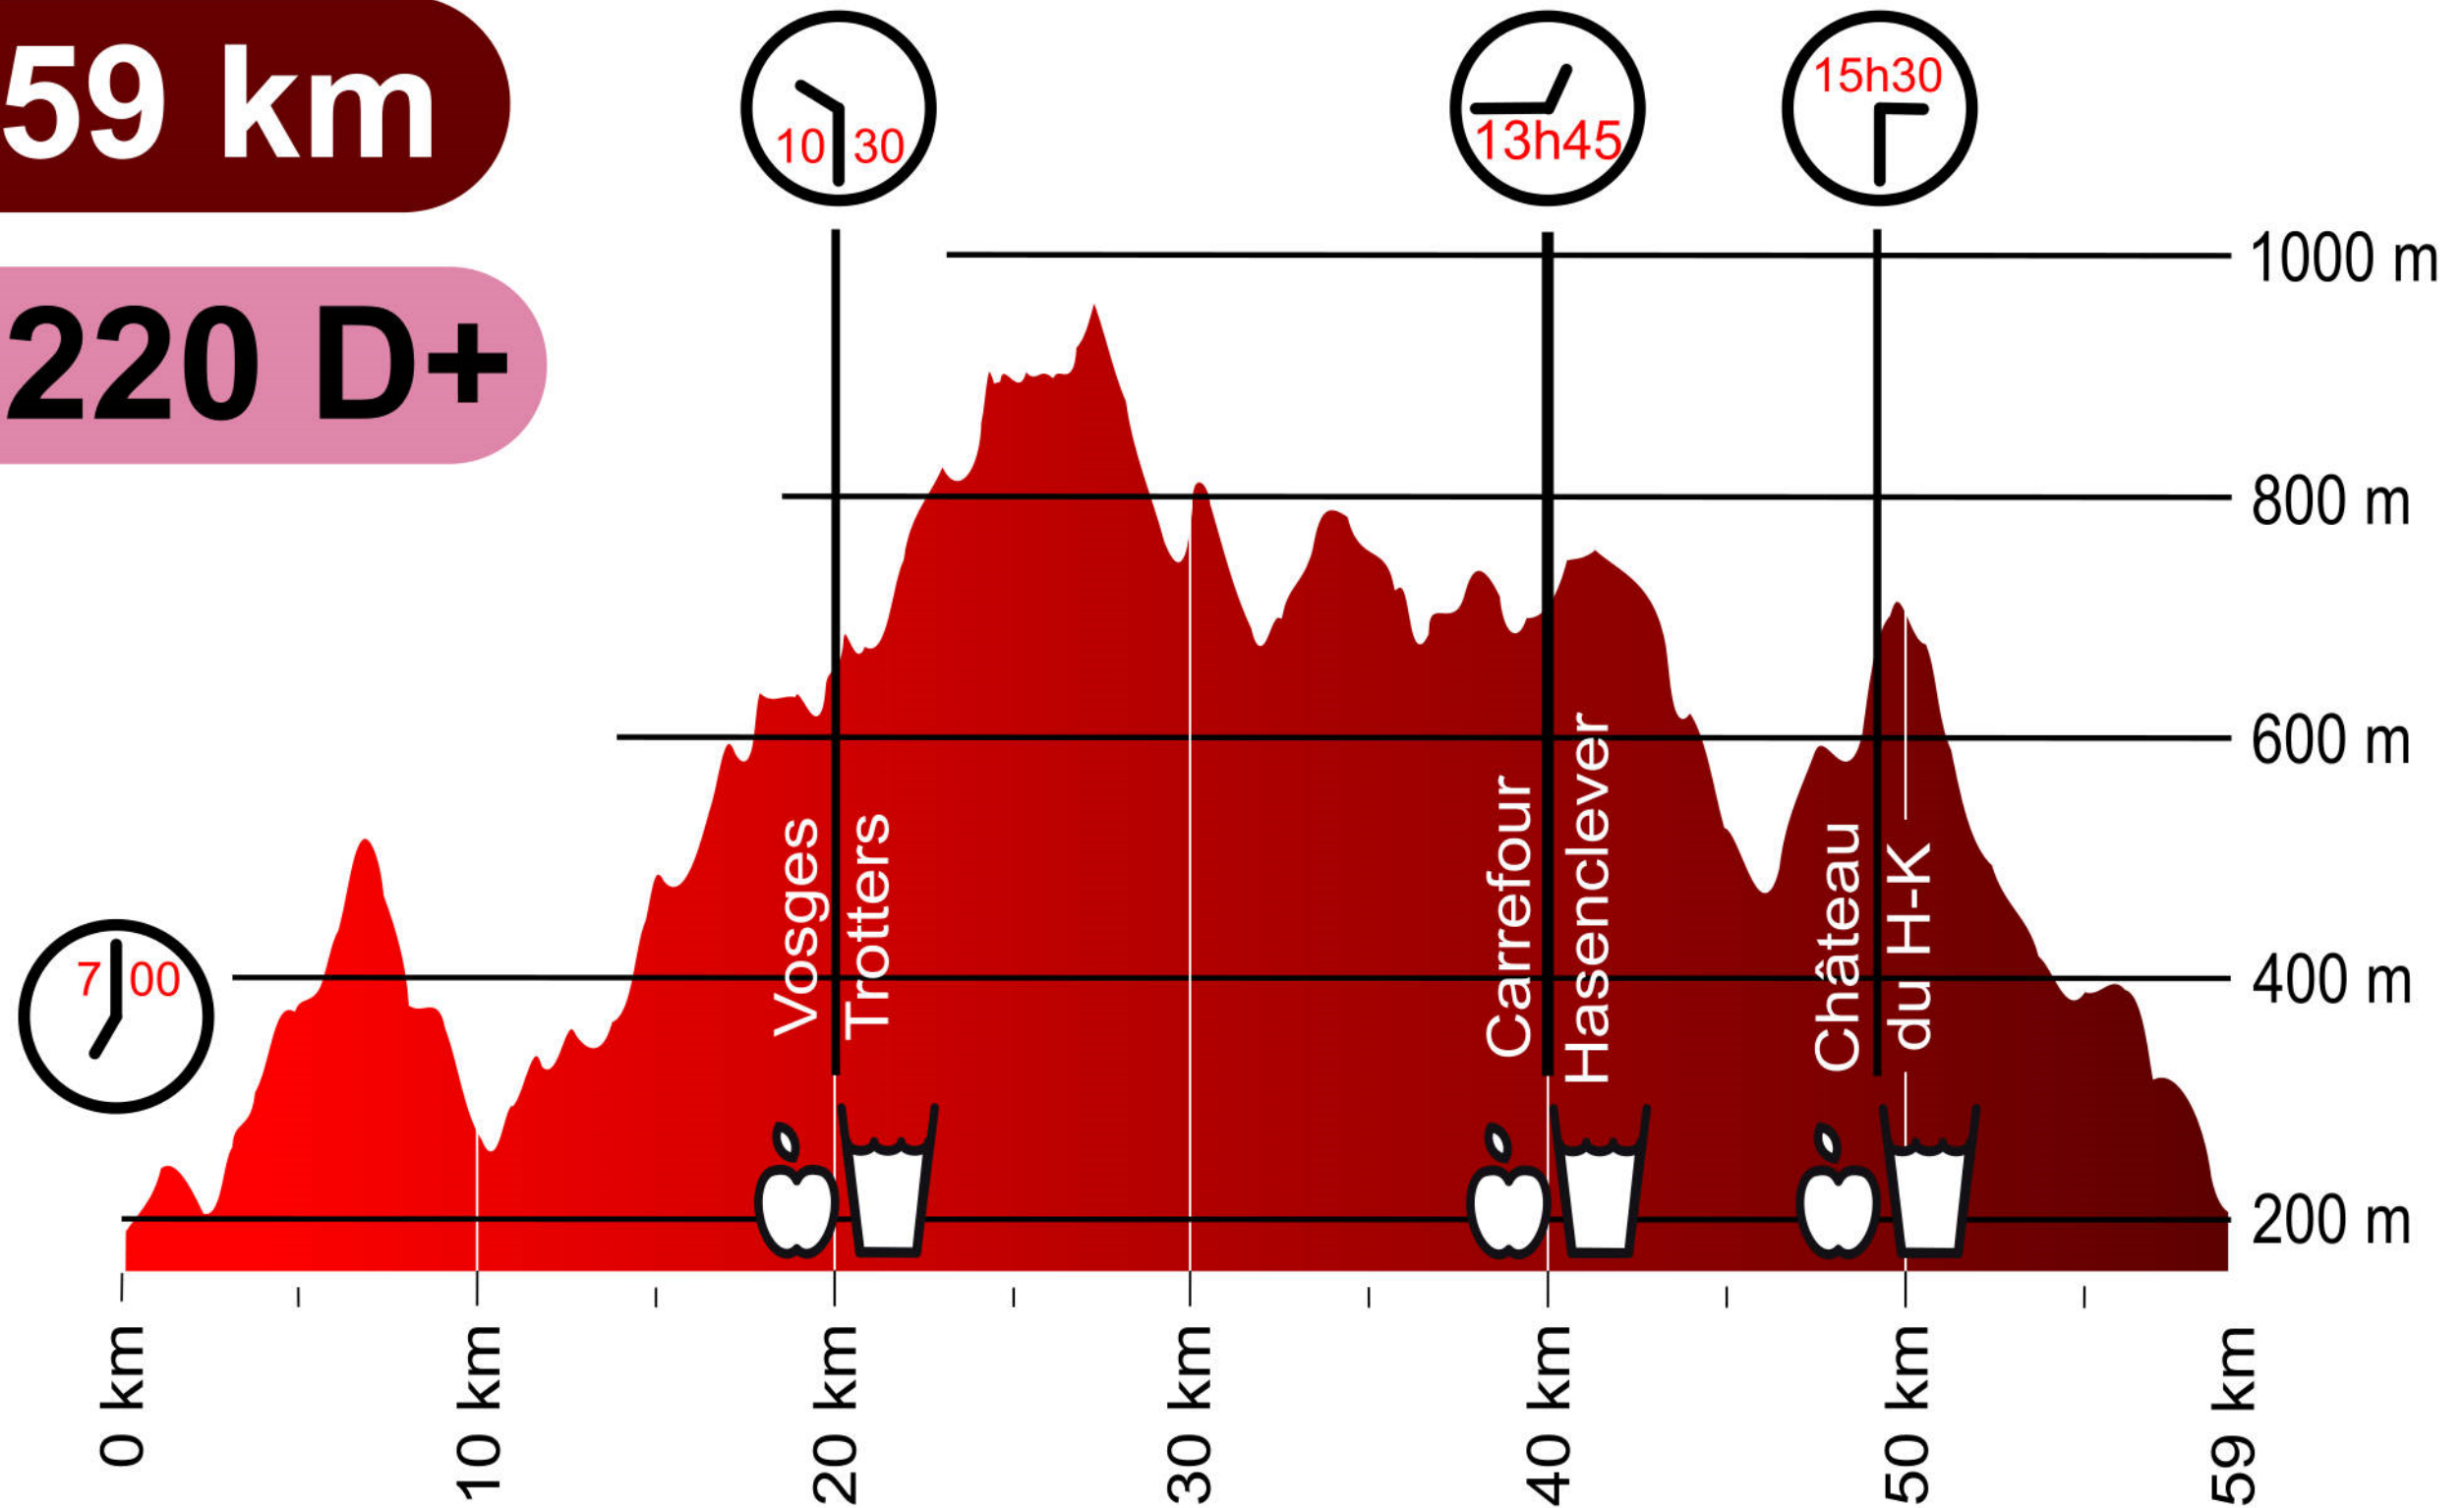 59 km
220 D+
10 30
13h45
15h30
1000 m
800 m
600 m
400 m
200 m
7 00
Vosges
Trotters
Carrefour
Hasenclever
Château
du H-K
0 km
10 km
20 km
30 km
40 km
50 km
59 km